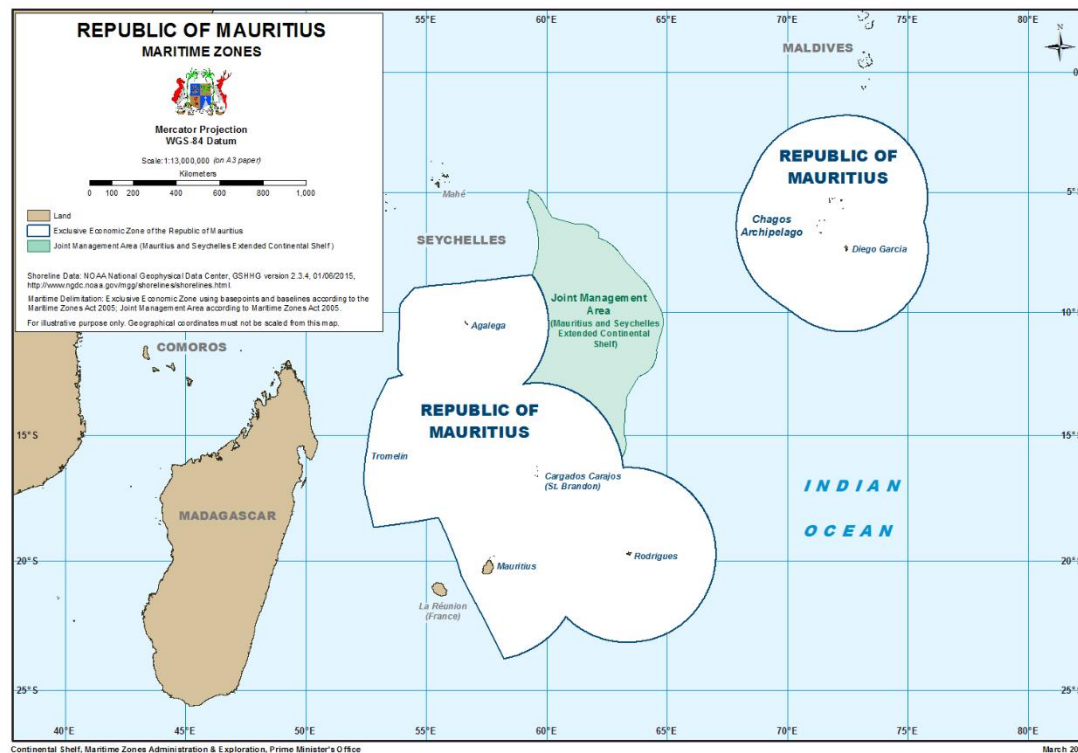 REPUBLIC OF MAURITIUS
MARITIME ZONES
Mercator Projection
WGS-84 Datum
Scale: 1:13,000,000 (on A3 paper)
Kilometers
0 100 200 400 600 800 1,000
Land
Exclusive Economic Zone of the Republic of Mauritius
Joint Management Area (Mauritius and Seychelles Extended Continental Shelf)
Shoreline Data: NOAA National Geophysical Data Center, GSHHG version 2.3.4, 01/06/2015,
http://www.ngdc.noaa.gov/mgg/shorelines/shorelines.html.
Maritime Delimitation: Exclusive Economic Zone using basepoints and baselines according to the
Maritime Zones Act 2005; Joint Management Area according to Maritime Zones Act 2005.
For illustrative purpose only. Geographical coordinates must not be scaled from this map.
55°E 60°E 65°E 70°E 75°E 80°E
N
MALDIVES
0
REPUBLIC OF
MAURITIUS
Mahé
5°S
Chagos
Archipelago
SEYCHELLES
Diego Garcia
Joint Management
Area
(Mauritius and Seychelles
Extended Continental
Shelf)
Agalega
10°S
COMOROS
REPUBLIC OF
MAURITIUS
15°S 15°S
Tromelin
Cargados Carajos
(St. Brandon)
INDIAN
OCEAN
MADAGASCAR
Rodrigues
Mauritius
20°S 20°S
La Réunion
(France)
25°S 25°S
40°E 45°E 50°E 55°E 60°E 65°E 70°E 75°E 80°E
Continental Shelf, Maritime Zones Administration & Exploration, Prime Minister's Office
March 20